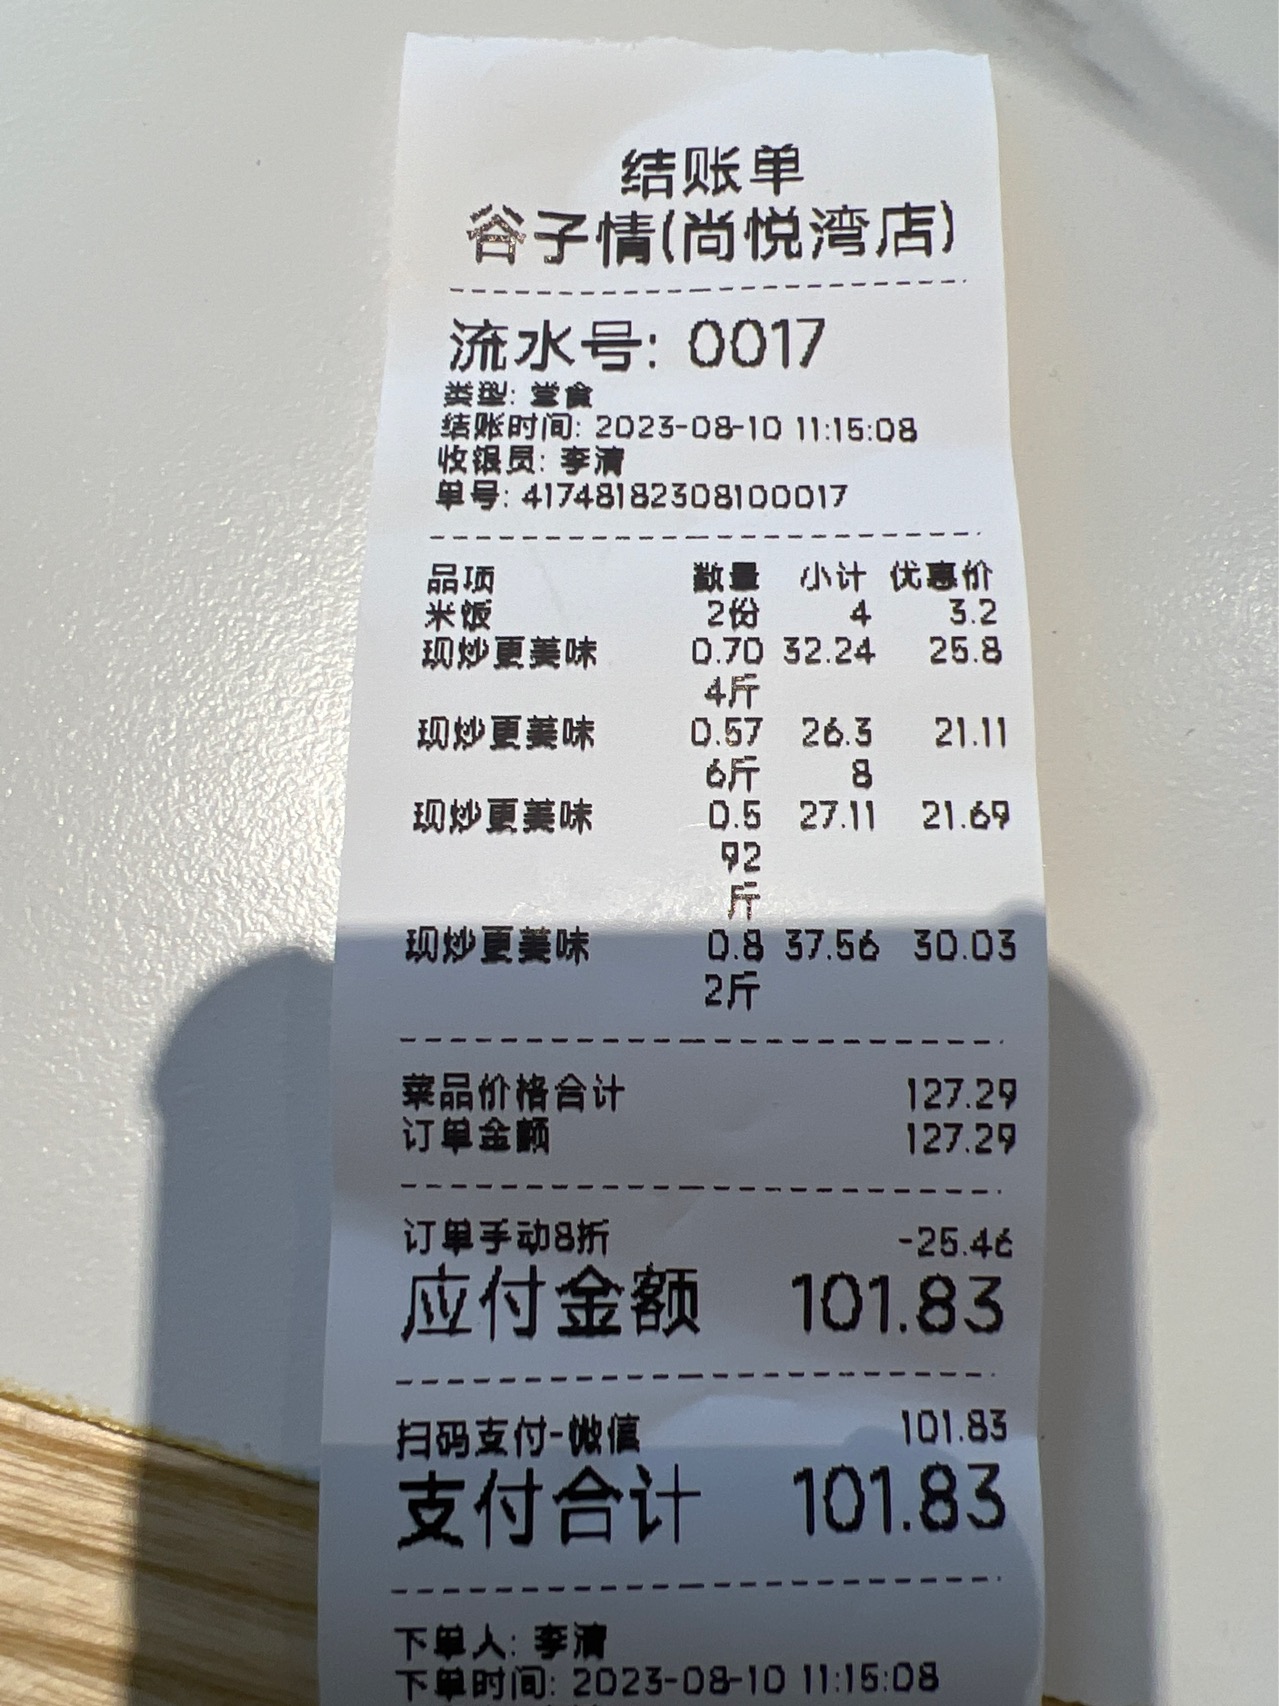 结账单
谷子情(尚悦湾店)
流水号: 0017
类型: 堂食
结账时间: 2023-08-10 11:15:08
收银员: 李清
单号: 41748182308100017
品项 数量 小计 优惠价
米饭 2份 4 3.2
现炒更美味 0.70 32.24 25.8
4斤
现炒更美味 0.57 26.3 21.11
6斤 8
现炒更美味 0.5 27.11 21.69
92
斤
现炒更美味 0.8 37.56 30.03
2斤
菜品价格合计 127.29
订单金额 127.29
订单手动8折 -25.46
应付金额 101.83
扫码支付-微信 101.83
支付合计 101.83
下单人: 李清
下单时间: 2023-08-10 11:15:08